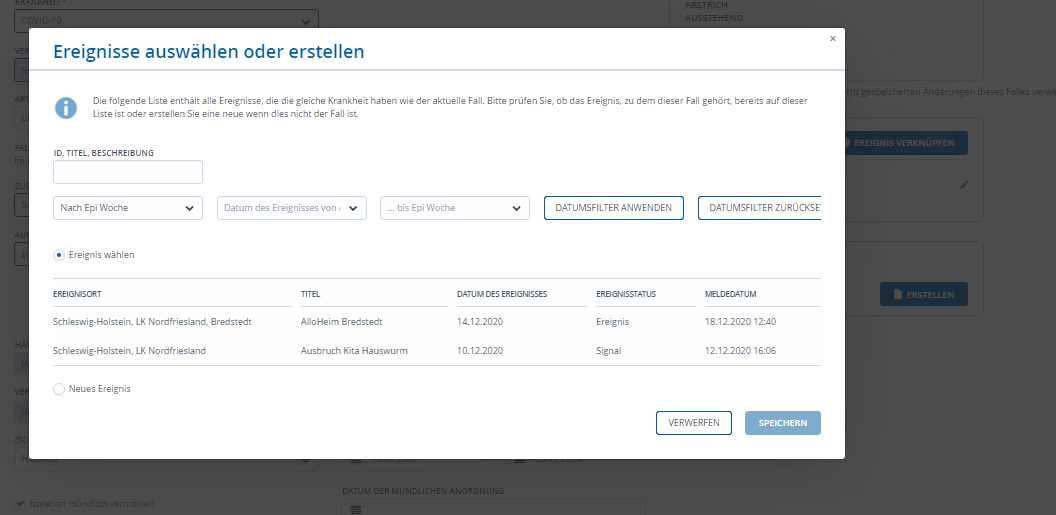 KRANKHEIT *
COVID-19
ABSTRICH
AUSSTEHEND
×
Ereignisse auswählen oder erstellen
Die folgende Liste enthält alle Ereignisse, die die gleiche Krankheit haben wie der aktuelle Fall. Bitte prüfen Sie, ob das Ereignis, zu dem dieser Fall gehört, bereits auf dieser
Liste ist oder erstellen Sie eine neue wenn dies nicht der Fall ist.
gespeicherten Änderungen dieses Falles verwe
ID, TITEL, BESCHREIBUNG
EREIGNIS VERKNÜPFEN
Nach Epi Woche
Datum des Ereignisses von
... bis Epi Woche
DATUMSFILTER ANWENDEN
DATUMSFILTER ZURÜCKSE
Ereignis wählen
EREIGNISORT TITEL DATUM DES EREIGNISSES EREIGNISSTATUS MELDEDATUM
ERSTELLEN
Schleswig-Holstein, LK Nordfriesland, Bredstedt AlloHeim Bredstedt 14.12.2020 Ereignis 18.12.2020 12:40
Schleswig-Holstein, LK Nordfriesland Ausbruch Kita Hauswurm 10.12.2020 Signal 12.12.2020 16:06
Neues Ereignis
VERWERFEN
SPEICHERN
DATUM DER MÜNDLICHEN ANORDNUNG
Isolation mündlich verordnet?